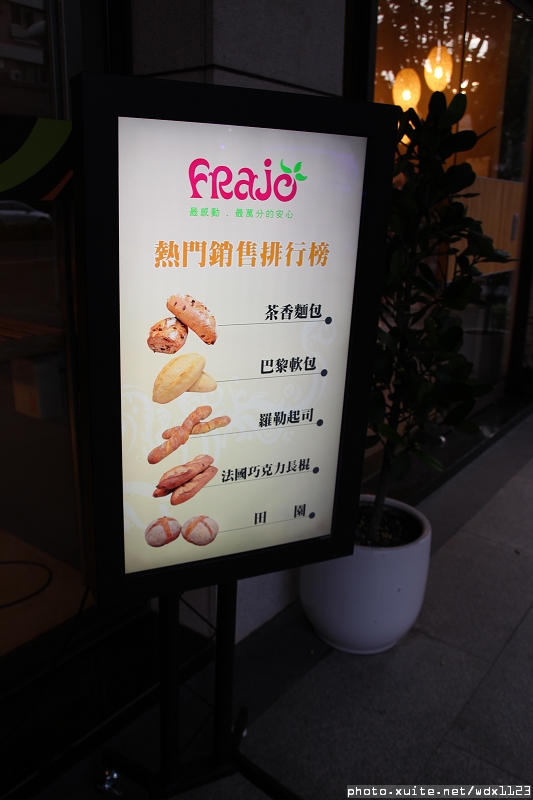 FRajo
最感動．最萬分的安心
熱門銷售排行榜
茶香麵包
巴黎軟包
羅勒起司
法國巧克力長棍
田 園
photo.xuite.net/wdx1123